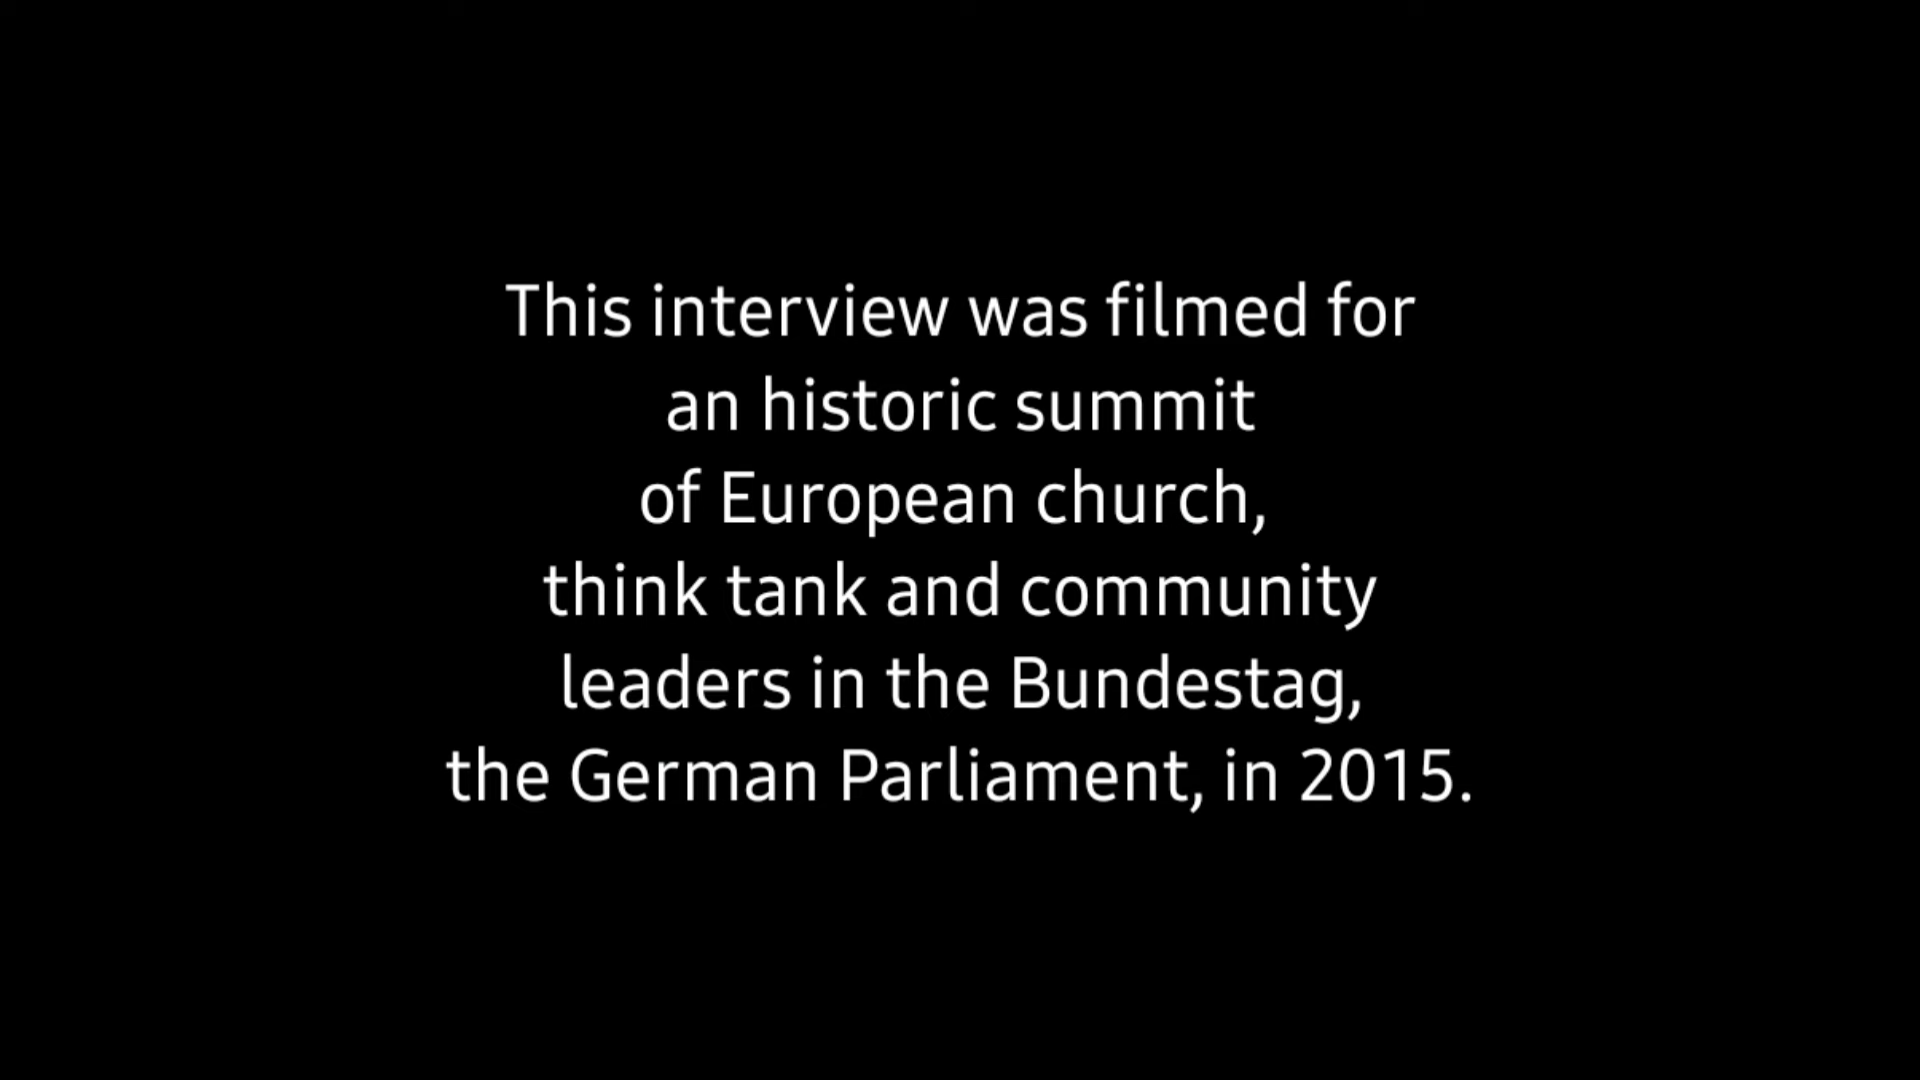 This interview was filmed for
an historic summit
of European church,
think tank and community
leaders in the Bundestag,
the German Parliament, in 2015.